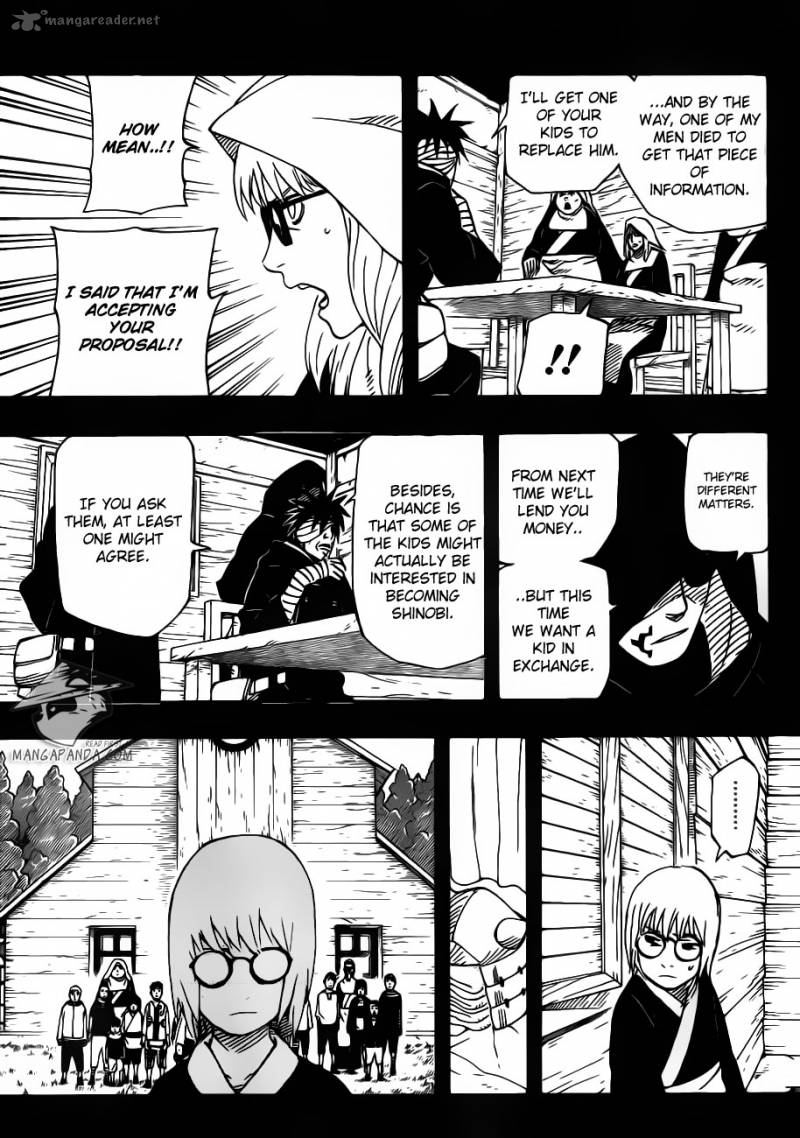 mangareader.net
...AND BY THE
WAY, ONE OF MY
MEN DIED TO
GET THAT PIECE
OF
INFORMATION.
I'LL GET ONE
OF YOUR
KIDS TO
REPLACE HIM.
!!
HOW
MEAN..!!
I SAID THAT I'M
ACCEPTING
YOUR
PROPOSAL!!
THEY'RE
DIFFERENT
MATTERS.
FROM NEXT
TIME WE'LL
LEND YOU
MONEY..
..BUT THIS
TIME
WE WANT A
KID IN
EXCHANGE.
BESIDES,
CHANCE IS
THAT SOME OF
THE KIDS MIGHT
ACTUALLY BE
INTERESTED IN
BECOMING
SHINOBI.
IF YOU ASK
THEM, AT LEAST
ONE MIGHT
AGREE.
.........
READ FIRST
MANGAPANDA.COM